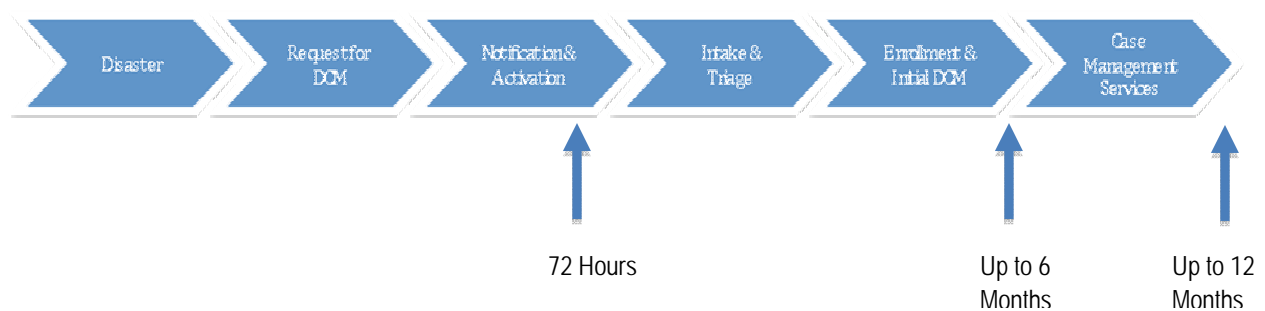 Disaster
Request for
DCM
Notification &
Activation
Intake &
Triage
Enrollment &
Initial DCM
Case
Management
Services
72 Hours
Up to 6
Months
Up to 12
Months